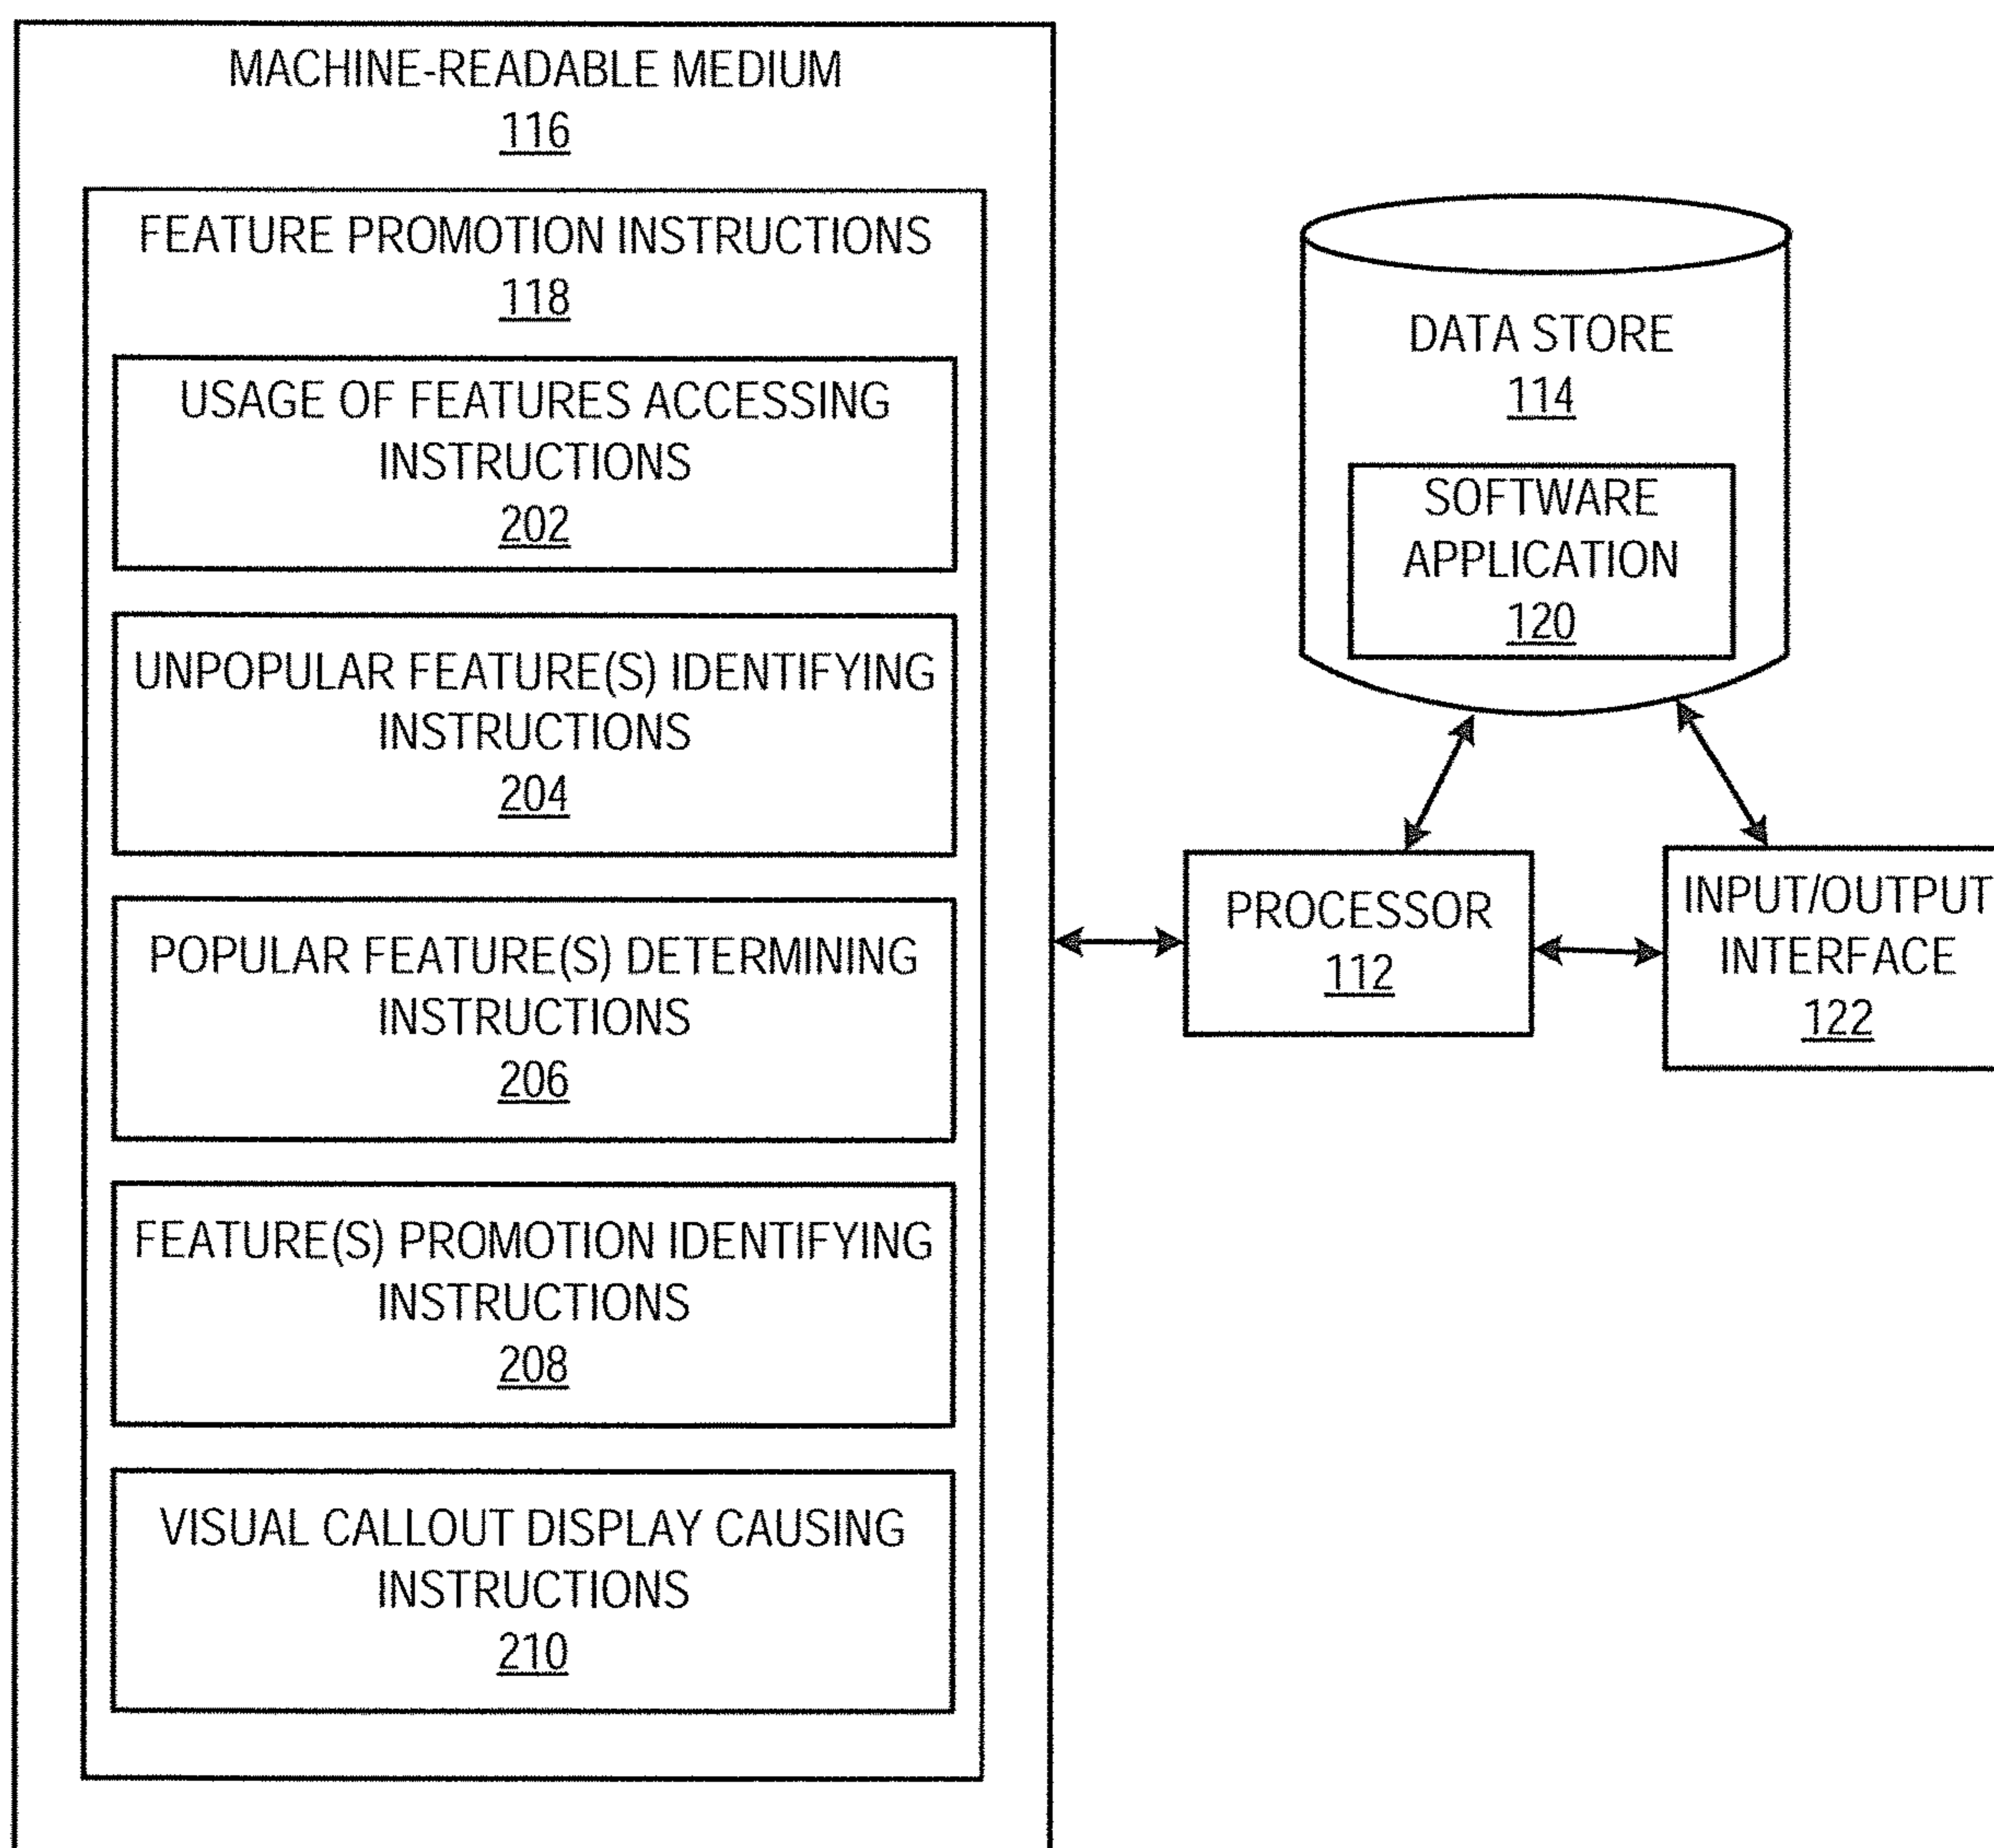 MACHINE-READABLE MEDIUM
116
FEATURE PROMOTION INSTRUCTIONS
118
USAGE OF FEATURES ACCESSING
INSTRUCTIONS
202
UNPOPULAR FEATURE(S) IDENTIFYING
INSTRUCTIONS
204
POPULAR FEATURE(S) DETERMINING
INSTRUCTIONS
206
FEATURE(S) PROMOTION IDENTIFYING
INSTRUCTIONS
208
VISUAL CALLOUT DISPLAY CAUSING
INSTRUCTIONS
210
DATA STORE
114
SOFTWARE
APPLICATION
120
PROCESSOR
112
INPUT/OUTPUT
INTERFACE
122